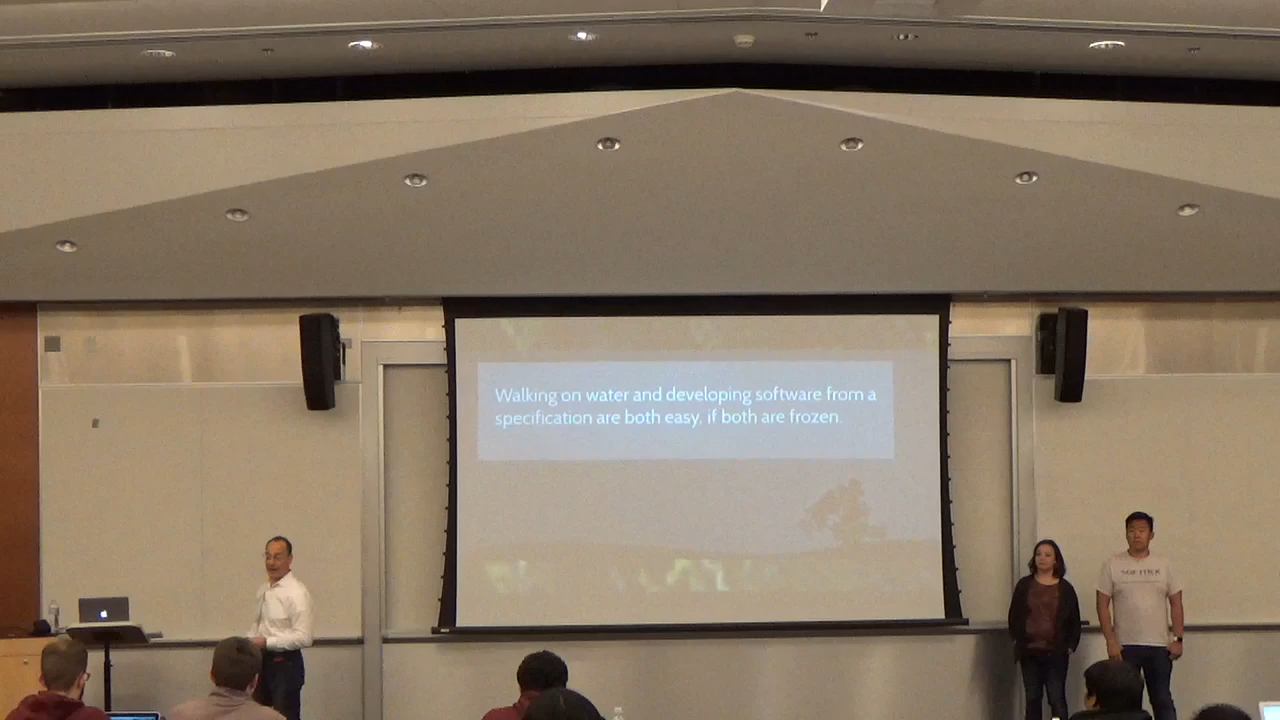 Walking on water and developing software from a
specification are both easy, if both are frozen.